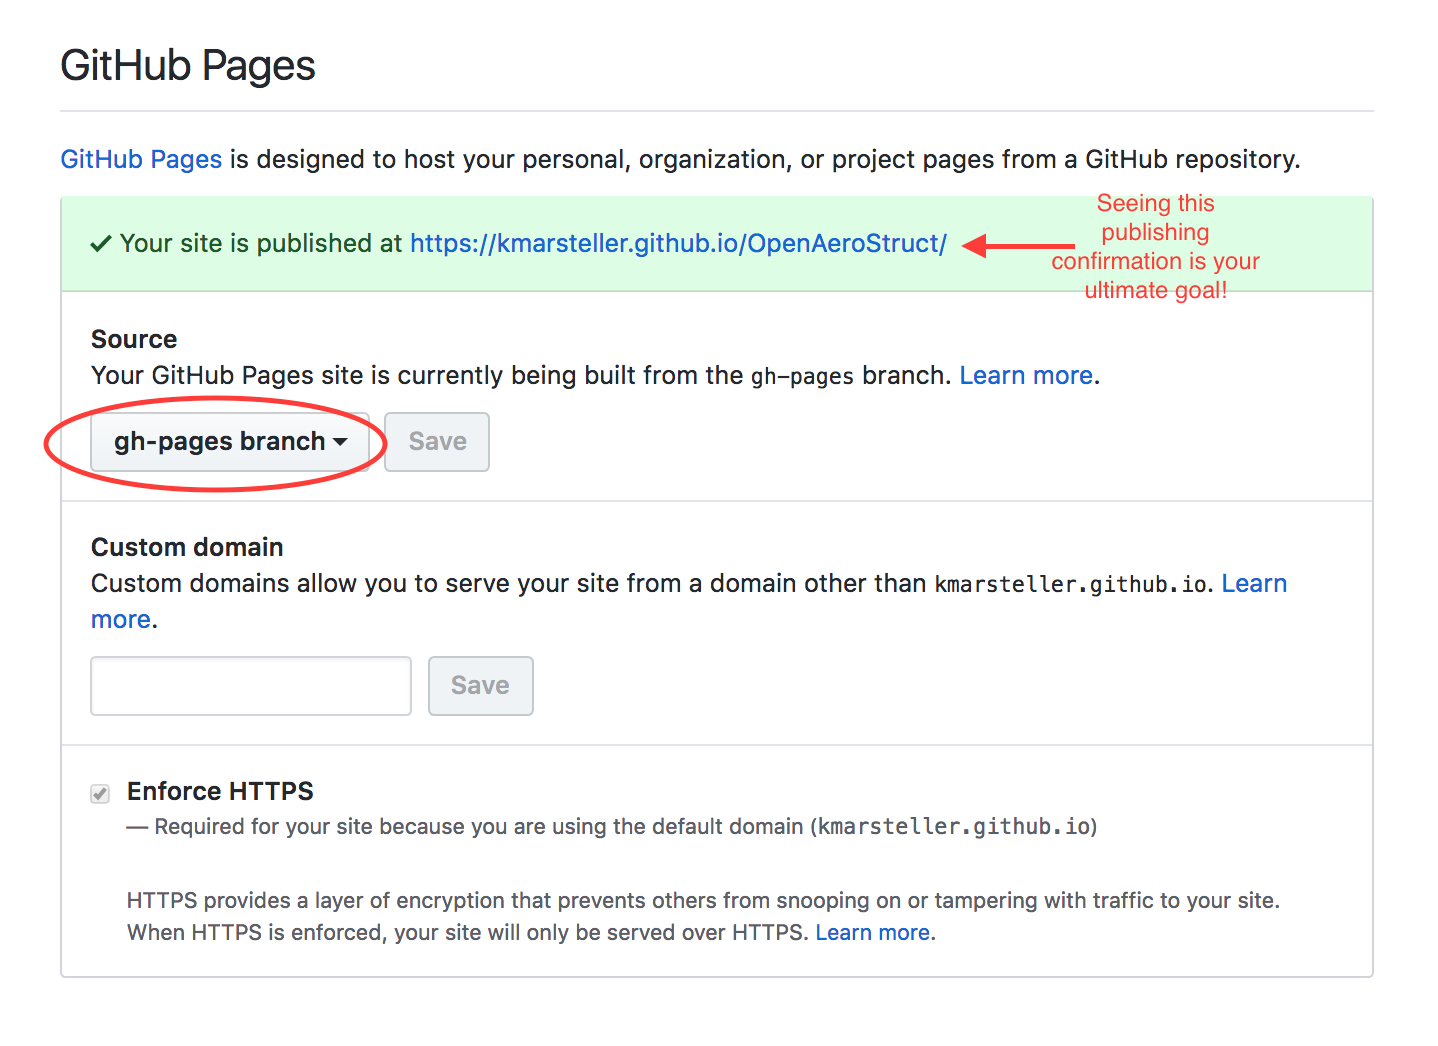 GitHub Pages
GitHub Pages is designed to host your personal, organization, or project pages from a GitHub repository.
Your site is published at https://kmarsteller.github.io/OpenAeroStruct/
Seeing this
publishing
confirmation is your
ultimate goal!
Source
Your GitHub Pages site is currently being built from the gh-pages branch. Learn more.
gh-pages branch Save
Custom domain
Custom domains allow you to serve your site from a domain other than kmarsteller.github.io. Learn
more.
Save
Enforce HTTPS
— Required for your site because you are using the default domain (kmarsteller.github.io)
HTTPS provides a layer of encryption that prevents others from snooping on or tampering with traffic to your site.
When HTTPS is enforced, your site will only be served over HTTPS. Learn more.